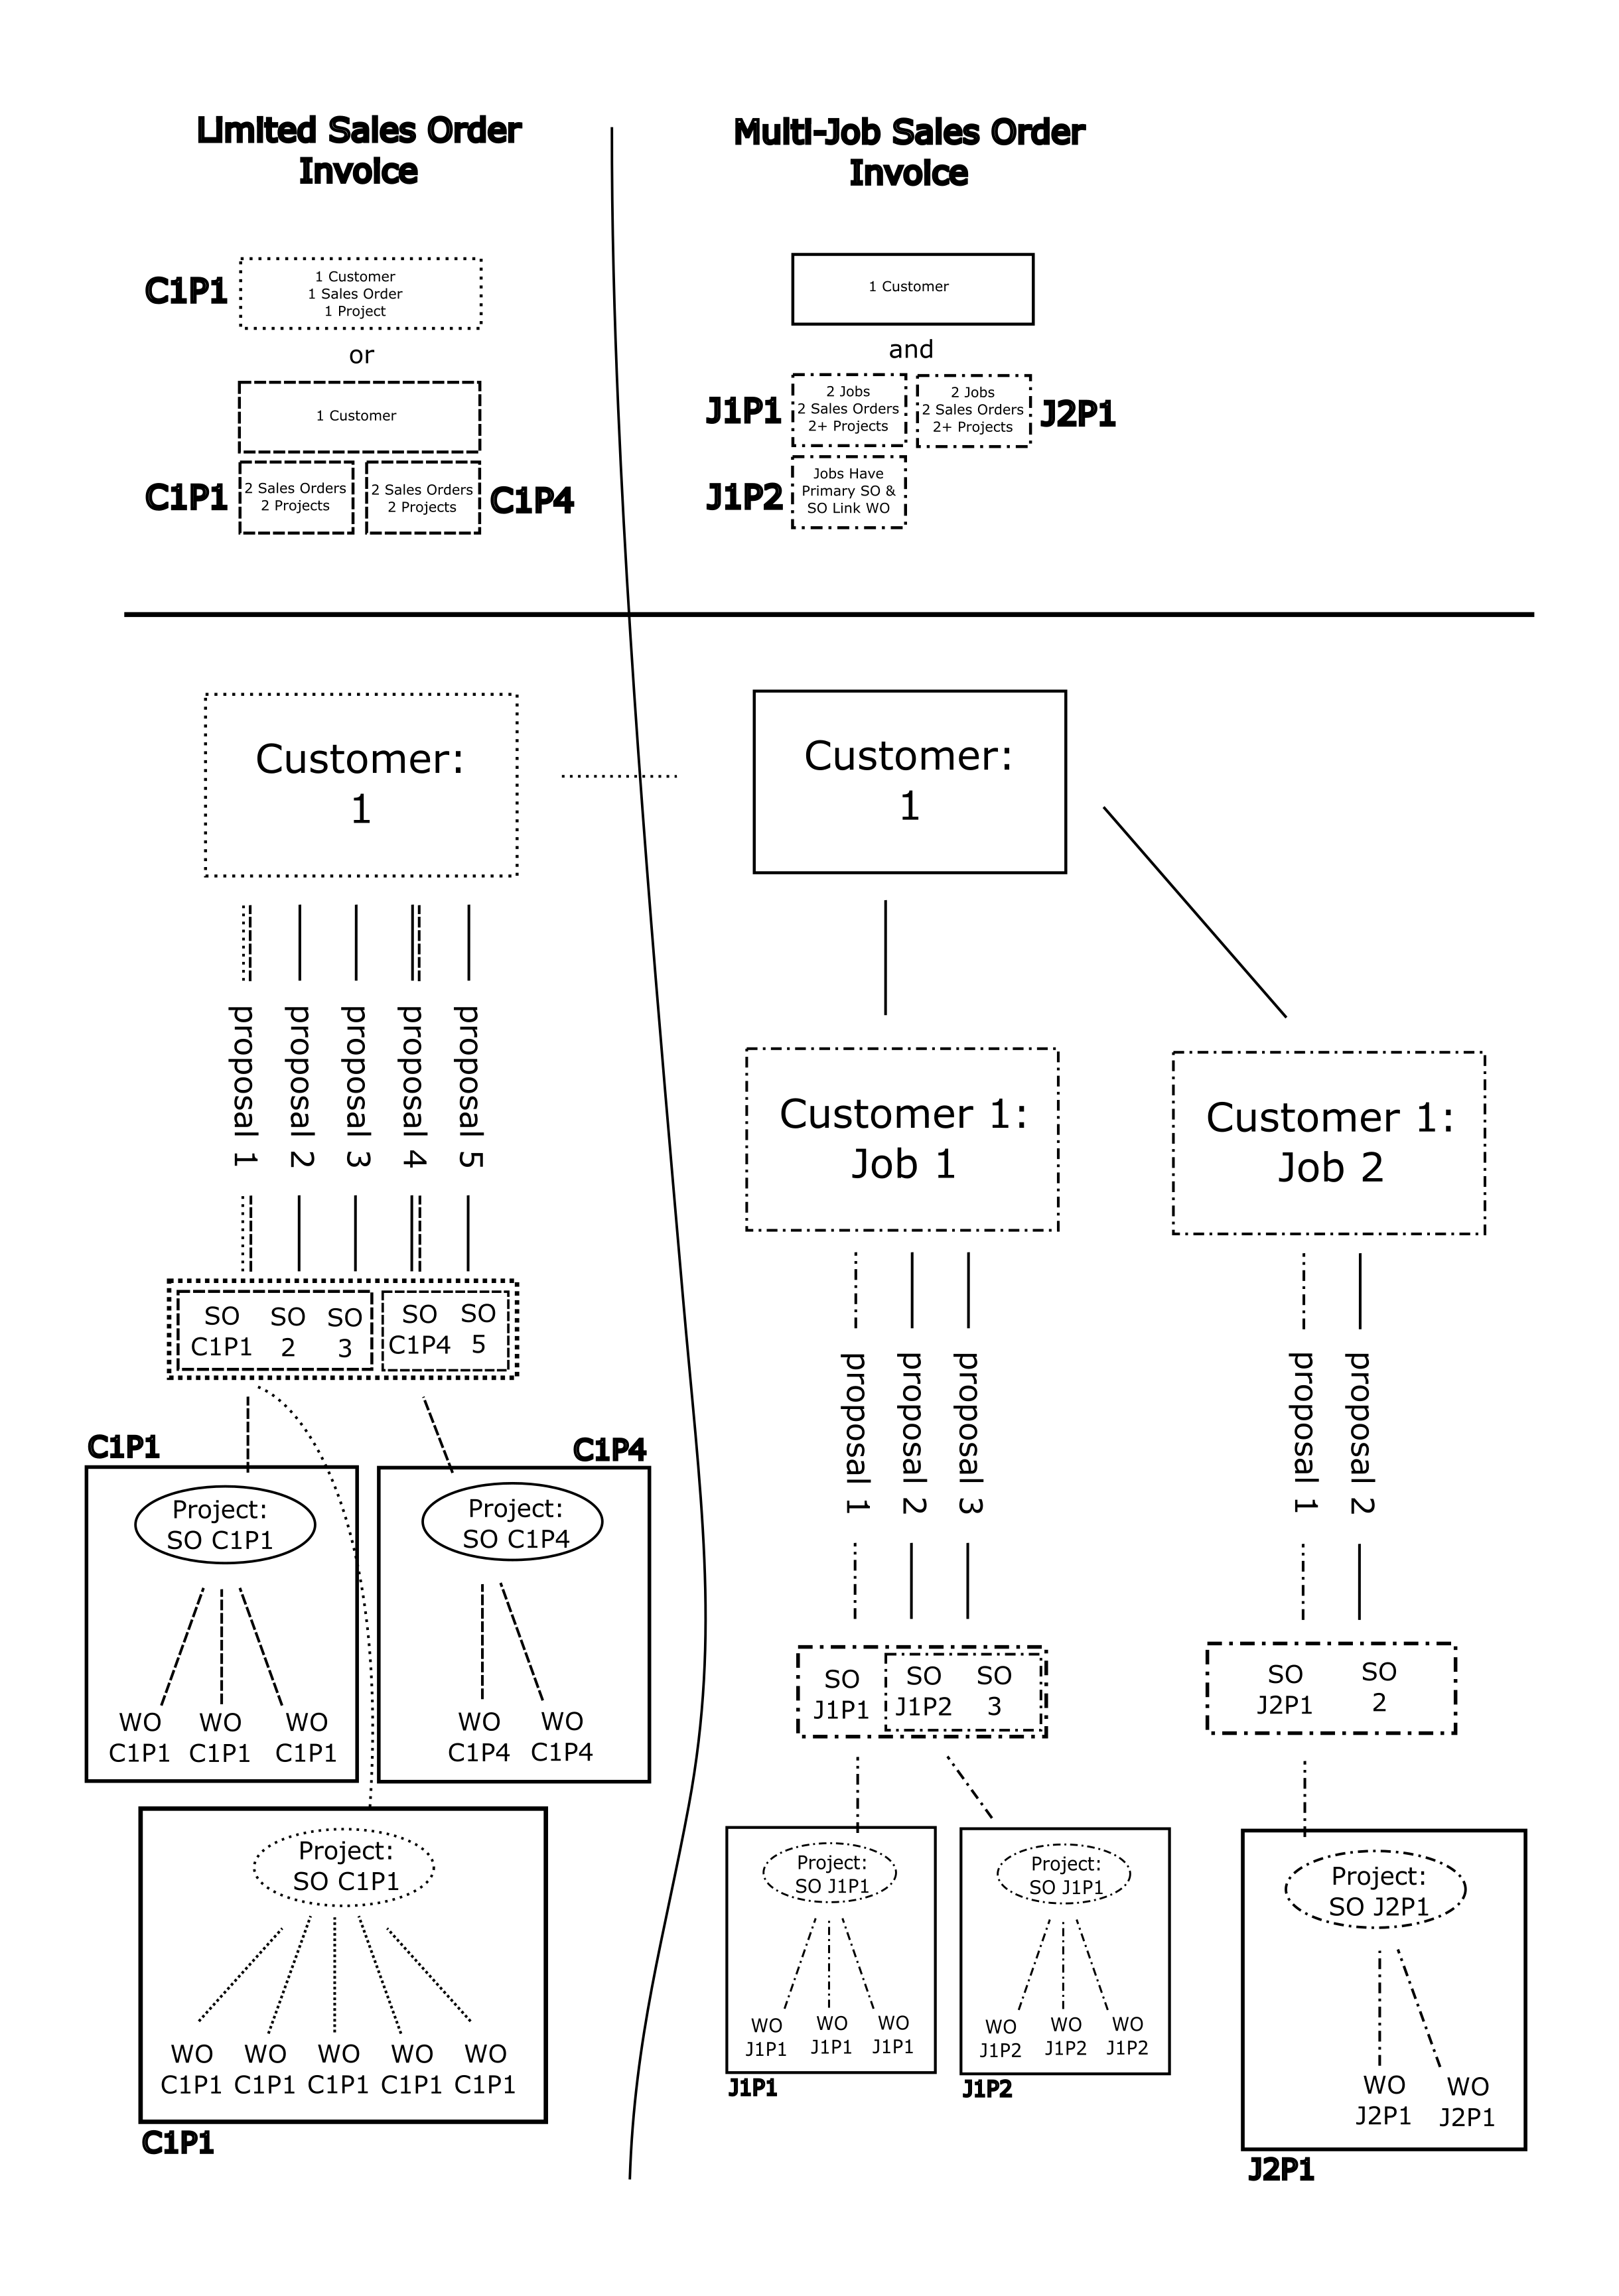 Limited Sales Order
Invoice
C1P1
1 Customer
1 Sales Order
1 Project
or
1 Customer
C1P1
2 Sales Orders
2 Projects
2 Sales Orders
2 Projects
C1P4
Multi-Job Sales Order
Invoice
1 Customer
and
J1P1
2 Jobs
2 Sales Orders
2+ Projects
2 Jobs
2 Sales Orders
2+ Projects
J2P1
J1P2
Jobs Have
Primary SO &
SO Link WO
Customer:
1
proposal 1
proposal 2
proposal 3
proposal 4
proposal 5
SO
C1P1
SO
2
SO
3
SO
C1P4
SO
5
C1P1
Project:
SO C1P1
WO
C1P1
WO
C1P1
WO
C1P1
C1P4
Project:
SO C1P4
WO
C1P4
WO
C1P4
Project:
SO C1P1
WO
C1P1
WO
C1P1
WO
C1P1
WO
C1P1
WO
C1P1
C1P1
Customer:
1
Customer 1:
Job 1
proposal 1
proposal 2
proposal 3
SO
J1P1
SO
J1P2
SO
3
Project:
SO J1P1
WO
J1P1
WO
J1P1
WO
J1P1
J1P1
Project:
SO J1P1
WO
J1P2
WO
J1P2
WO
J1P2
J1P2
Customer 1:
Job 2
proposal 1
proposal 2
SO
J2P1
SO
2
Project:
SO J2P1
WO
J2P1
WO
J2P1
J2P1